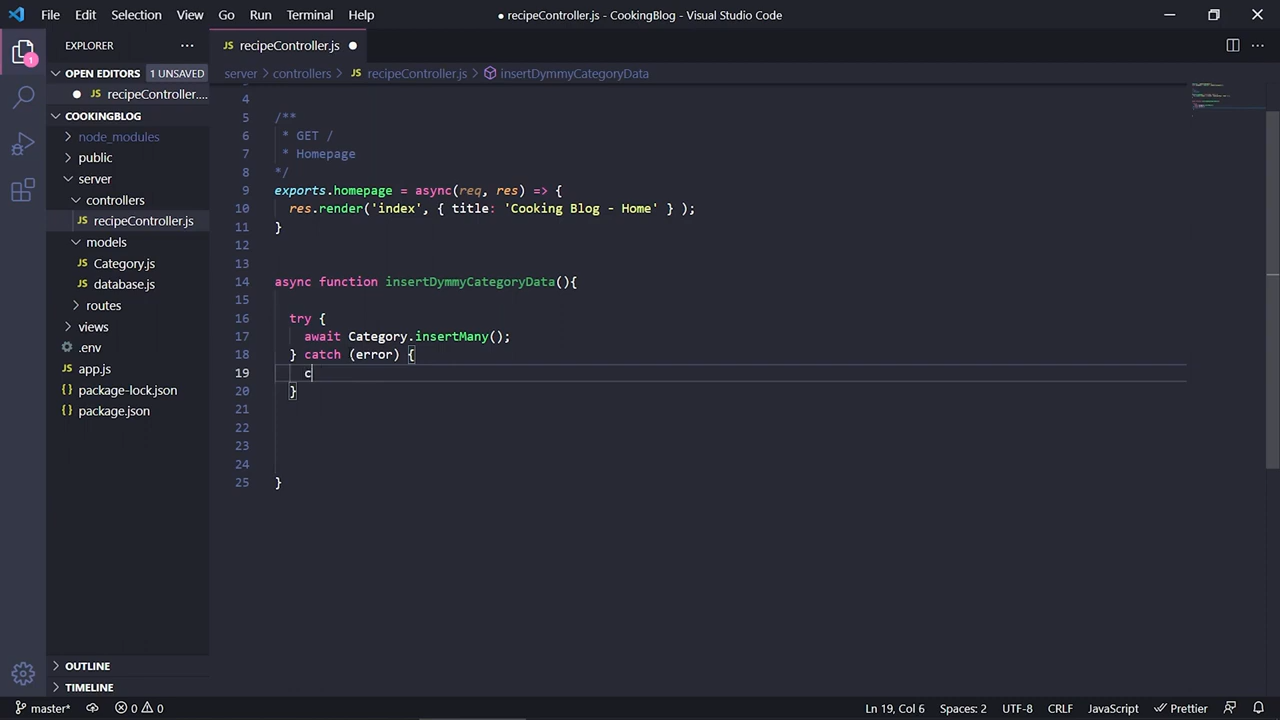 File Edit Selection View Go Run Terminal Help
● recipeController.js - CookingBlog - Visual Studio Code
EXPLORER
OPEN EDITORS 1 UNSAVED
JS recipeController....
COOKINGBLOG
node_modules
public
server
controllers
JS recipeController.js
models
JS Category.js
JS database.js
routes
views
.env
JS app.js
{} package-lock.json
{} package.json
OUTLINE
TIMELINE
1
JS recipeController.js
server > controllers > JS recipeController.js > insertDymmyCategoryData
4
5 /**
6 * GET /
7 * Homepage
8 */
9 exports.homepage = async(req, res) => {
10 res.render('index', { title: 'Cooking Blog - Home' } );
11 }
12
13
14 async function insertDymmyCategoryData(){
15
16 try {
17 await Category.insertMany();
18 } catch (error) {
19 c
20 }
21
22
23
24
25 }
master* 0 0
Ln 19, Col 6 Spaces: 2 UTF-8 CRLF JavaScript Prettier